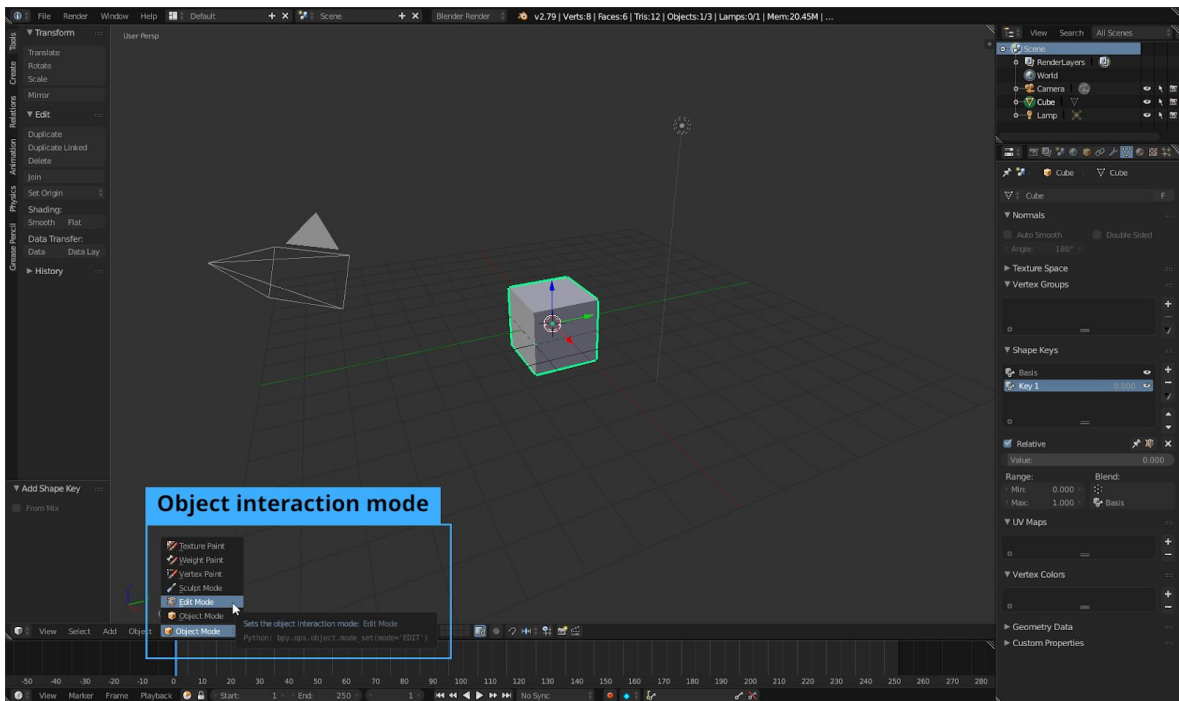 File Render Window Help Default Scene Blender Render v2.79 | Verts:8 | Faces:6 | Tris:12 | Objects:1/3 | Lamps:0/1 | Mem:20.45M | ...
Tools
Create
Relations
Animation
Physics
Grease Pencil
Transform
Translate
Rotate
Scale
Mirror
Edit
Duplicate
Duplicate Linked
Delete
Join
Set Origin
Shading:
Smooth Flat
Data Transfer:
Data Data Lay
History
Add Shape Key
From Mix
User Persp
Object interaction mode
Texture Paint
Weight Paint
Vertex Paint
Sculpt Mode
Edit Mode
Object Mode
Sets the object interaction mode: Edit Mode
Python: bpy.ops.object.mode_set(mode='EDIT')
View Select Add Object Object Mode
-50 -40 -30 -20 -10 0 10 20 30 40 50 60 70 80 90 100 110 120 130 140 150 160 170 180 190 200 210 220 230 240 250 260 270 280
View Marker Frame Playback Start: 1 End: 250 1 No Sync
View Search All Scenes
Scene
RenderLayers
World
Camera
Cube
Lamp
Cube Cube
Cube F
Normals
Auto Smooth Double Sided
Angle: 180°
Texture Space
Vertex Groups
Shape Keys
Basis
Key 1 0.000
Relative
Value: 0.000
Range: Blend:
Min: 0.000
Max: 1.000 Basis
UV Maps
Vertex Colors
Geometry Data
Custom Properties